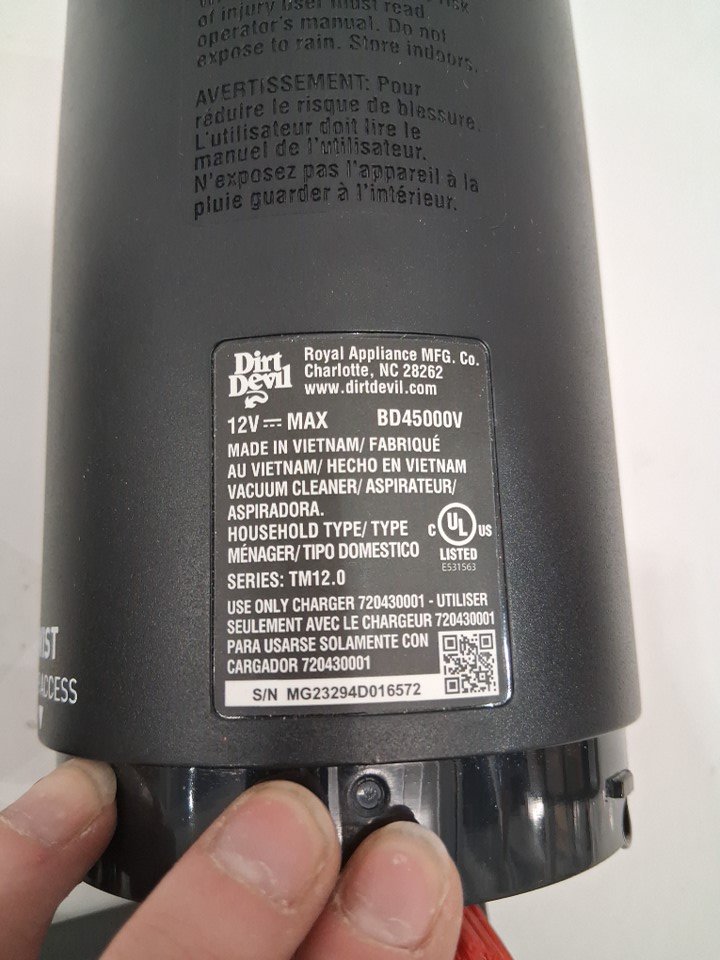 risk
of injury user must read
operator's manual. Do not
expose to rain. Store indoors.
AVERTISSEMENT: Pour
réduire le risque de blessure.
L'utilisateur doit lire le
manuel de l'utilisateur.
N'exposez pas l'appareil à la
pluie guarder à l'intérieur.
Dirt Devil
Royal Appliance MFG. Co.
Charlotte, NC 28262
www.dirtdevil.com
12V⎓ MAX BD45000V
MADE IN VIETNAM/ FABRIQUÉ
AU VIETNAM/ HECHO EN VIETNAM
VACUUM CLEANER/ ASPIRATEUR/
ASPIRADORA.
HOUSEHOLD TYPE/ TYPE
MÉNAGER/ TIPO DOMESTICO
C UL US
LISTED
E531563
SERIES: TM12.0
USE ONLY CHARGER 720430001 - UTILISER
SEULEMENT AVEC LE CHARGEUR 720430001
PARA USARSE SOLAMENTE CON
CARGADOR 720430001
S/N MG23294D016572
ACCESS